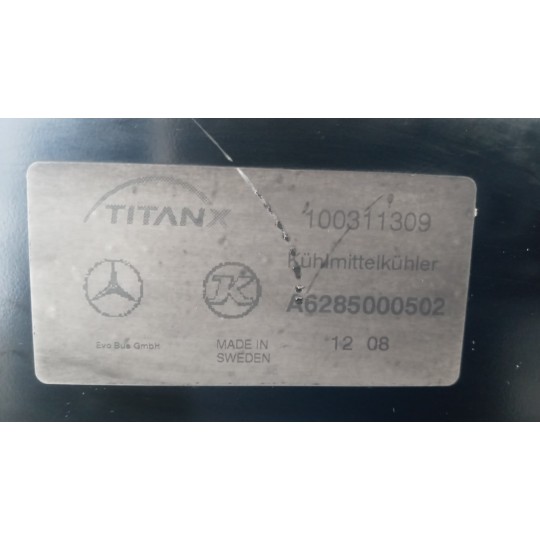 TITANX
100311309
Kühlmittelkühler
K
A6285000502
Evo Bus GmbH
MADE IN
SWEDEN
12 08